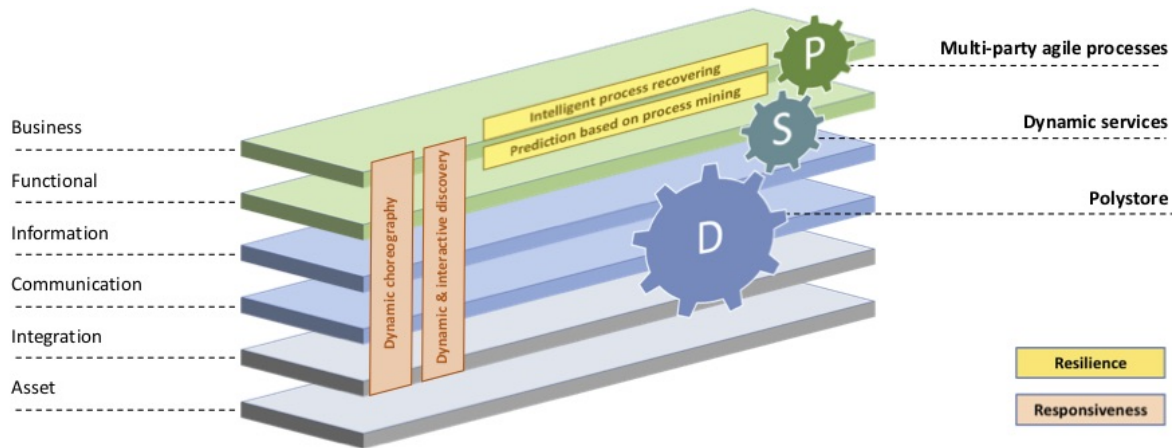 Business
Functional
Information
Communication
Integration
Asset
Dynamic choreography
Dynamic & interactive discovery
Intelligent process recovering
Prediction based on process mining
P
S
D
Multi-party agile processes
Dynamic services
Polystore
Resilience
Responsiveness